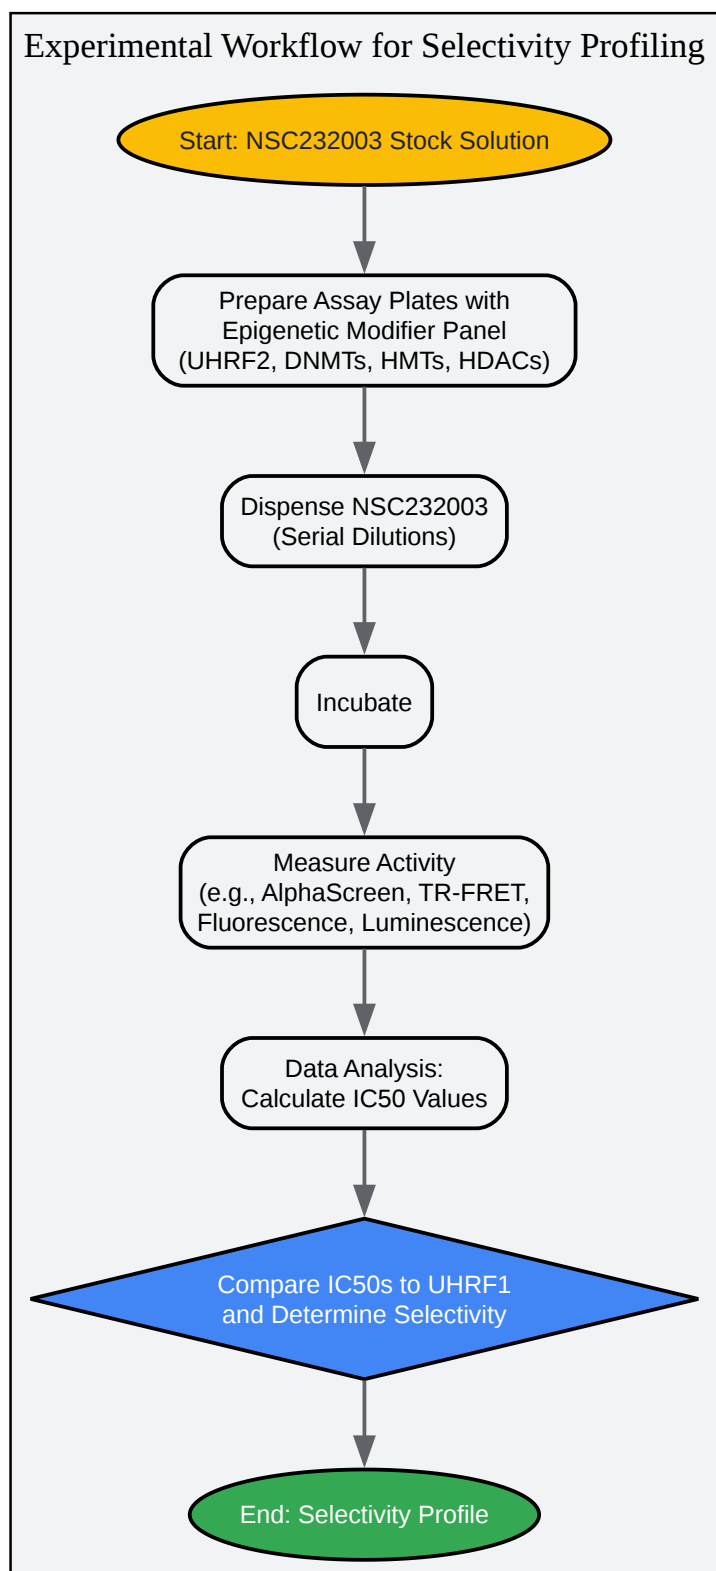 Experimental Workflow for Selectivity Profiling
Start: NSC232003 Stock Solution
Prepare Assay Plates with
Epigenetic Modifier Panel
(UHRF2, DNMTs, HMTs, HDACs)
Dispense NSC232003
(Serial Dilutions)
Incubate
Measure Activity
(e.g., AlphaScreen, TR-FRET,
Fluorescence, Luminescence)
Data Analysis:
Calculate IC50 Values
Compare IC50s to UHRF1
and Determine Selectivity
End: Selectivity Profile